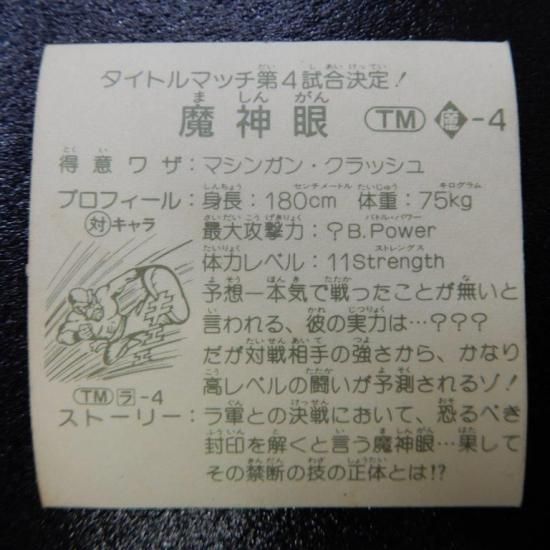 タイトルマッチ第4試合決定!
魔神眼 TM 魔-4
得意ワザ:マシンガン・クラッシュ
プロフィール:身長:180cm 体重:75kg
対キャラ
最大攻撃力:?B.Power
体力レベル:11Strength
予想一本気で戦ったことが無いと
言われる、彼の実力は…???
だが対戦相手の強さから、かなり
高レベルの闘いが予測されるゾ!
TM ラ-4
ストーリー:ラ軍との決戦において、恐るべき
封印を解くと言う魔神眼…果して
その禁断の技の正体とは!?